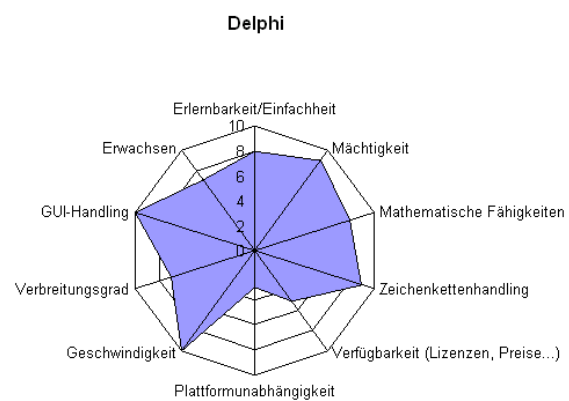 Delphi
Erlernbarkeit/Einfachheit
10
Erwachsen
8
Mächtigkeit
6
GUI-Handling
4
Mathematische Fähigkeiten
2
0
Verbreitungsgrad
Zeichenkettenhandling
Geschwindigkeit
Verfügbarkeit (Lizenzen, Preise...)
Plattformunabhängigkeit